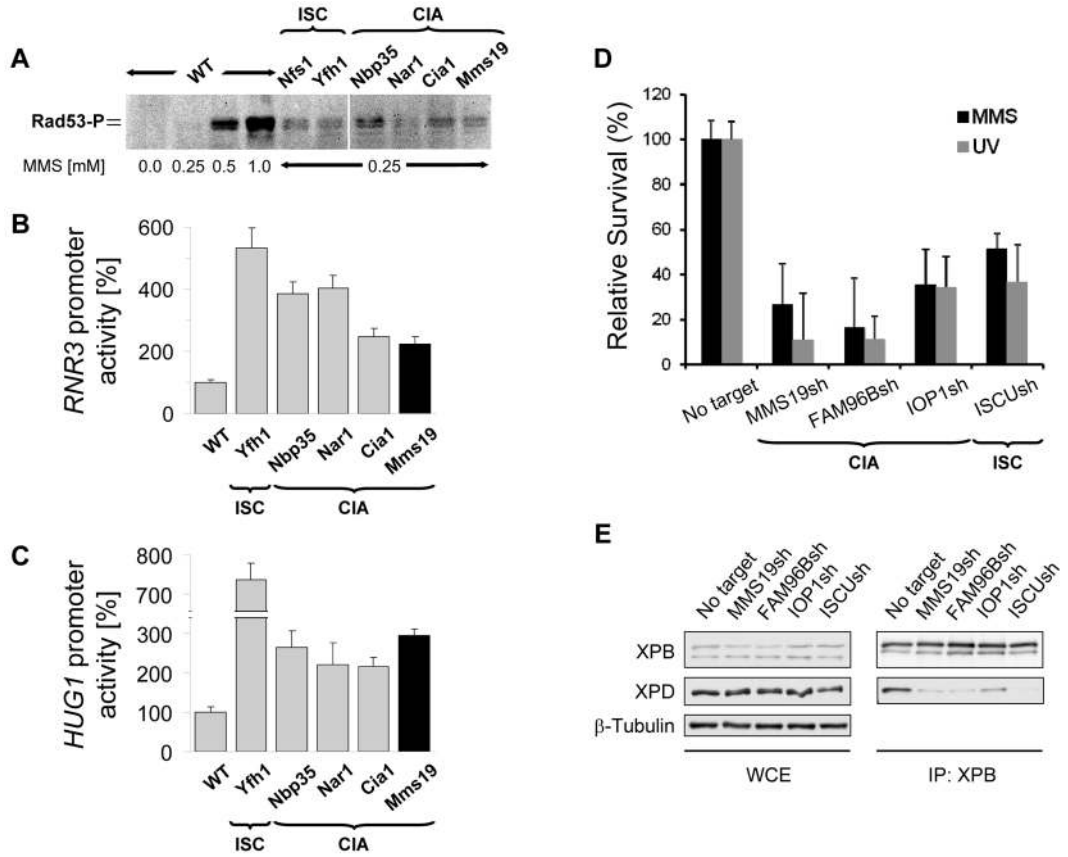 A
ISC
CIA
WT
Nfs1
Yfh1
Nbp35
Nar1
Cia1
Mms19
Rad53-P
MMS [mM]
0.0 0.25 0.5 1.0 0.25
B
RNR3 promoter
activity [%]
600
400
200
0
WT
Yfh1
Nbp35
Nar1
Cia1
Mms19
ISC
CIA
C
HUG1 promoter
activity [%]
800
700
300
200
100
0
WT
Yfh1
Nbp35
Nar1
Cia1
Mms19
ISC
CIA
D
Relative Survival (%)
120
100
80
60
40
20
0
MMS
UV
No target
MMS19sh
FAM96Bsh
IOP1sh
ISCUsh
CIA
ISC
E
No target
MMS19sh
FAM96Bsh
IOP1sh
ISCUsh
No target
MMS19sh
FAM96Bsh
IOP1sh
ISCUsh
XPB
XPD
β-Tubulin
WCE
IP: XPB